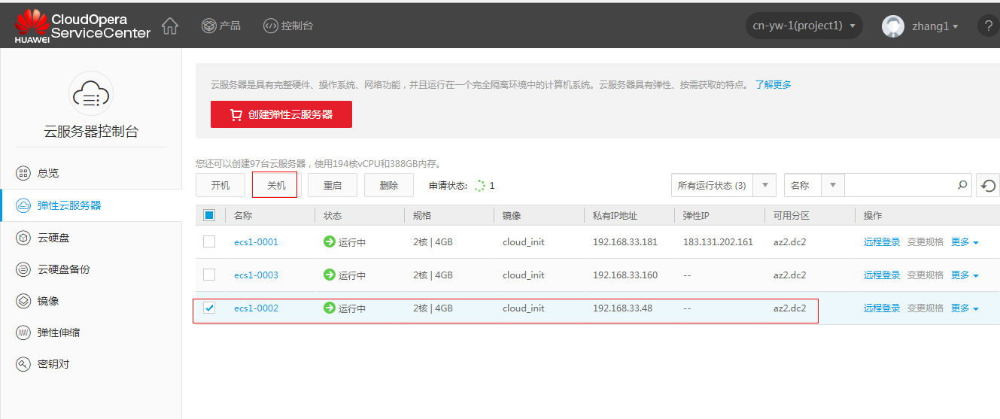 HUAWEI CloudOpera ServiceCenter 产品 控制台 cn-yw-1(project1) zhang1 ?
云服务器控制台
总览
弹性云服务器
云硬盘
云硬盘备份
镜像
弹性伸缩
密钥对
云服务器是具有完整硬件、操作系统、网络功能，并且运行在一个完全隔离环境中的计算机系统。云服务器具有弹性、按需获取的特点。 了解更多
创建弹性云服务器
您还可以创建97台云服务器，使用194核vCPU和388GB内存。
开机 关机 重启 删除 申请状态: 1 所有运行状态 (3) 名称
名称 状态 规格 镜像 私有IP地址 弹性IP 可用分区 操作
ecs1-0001 运行中 2核 | 4GB cloud_init 192.168.33.181 183.131.202.161 az2.dc2 远程登录 变更规格 更多
ecs1-0003 运行中 2核 | 4GB cloud_init 192.168.33.160 -- az2.dc2 远程登录 变更规格 更多
ecs1-0002 运行中 2核 | 4GB cloud_init 192.168.33.48 -- az2.dc2 远程登录 变更规格 更多